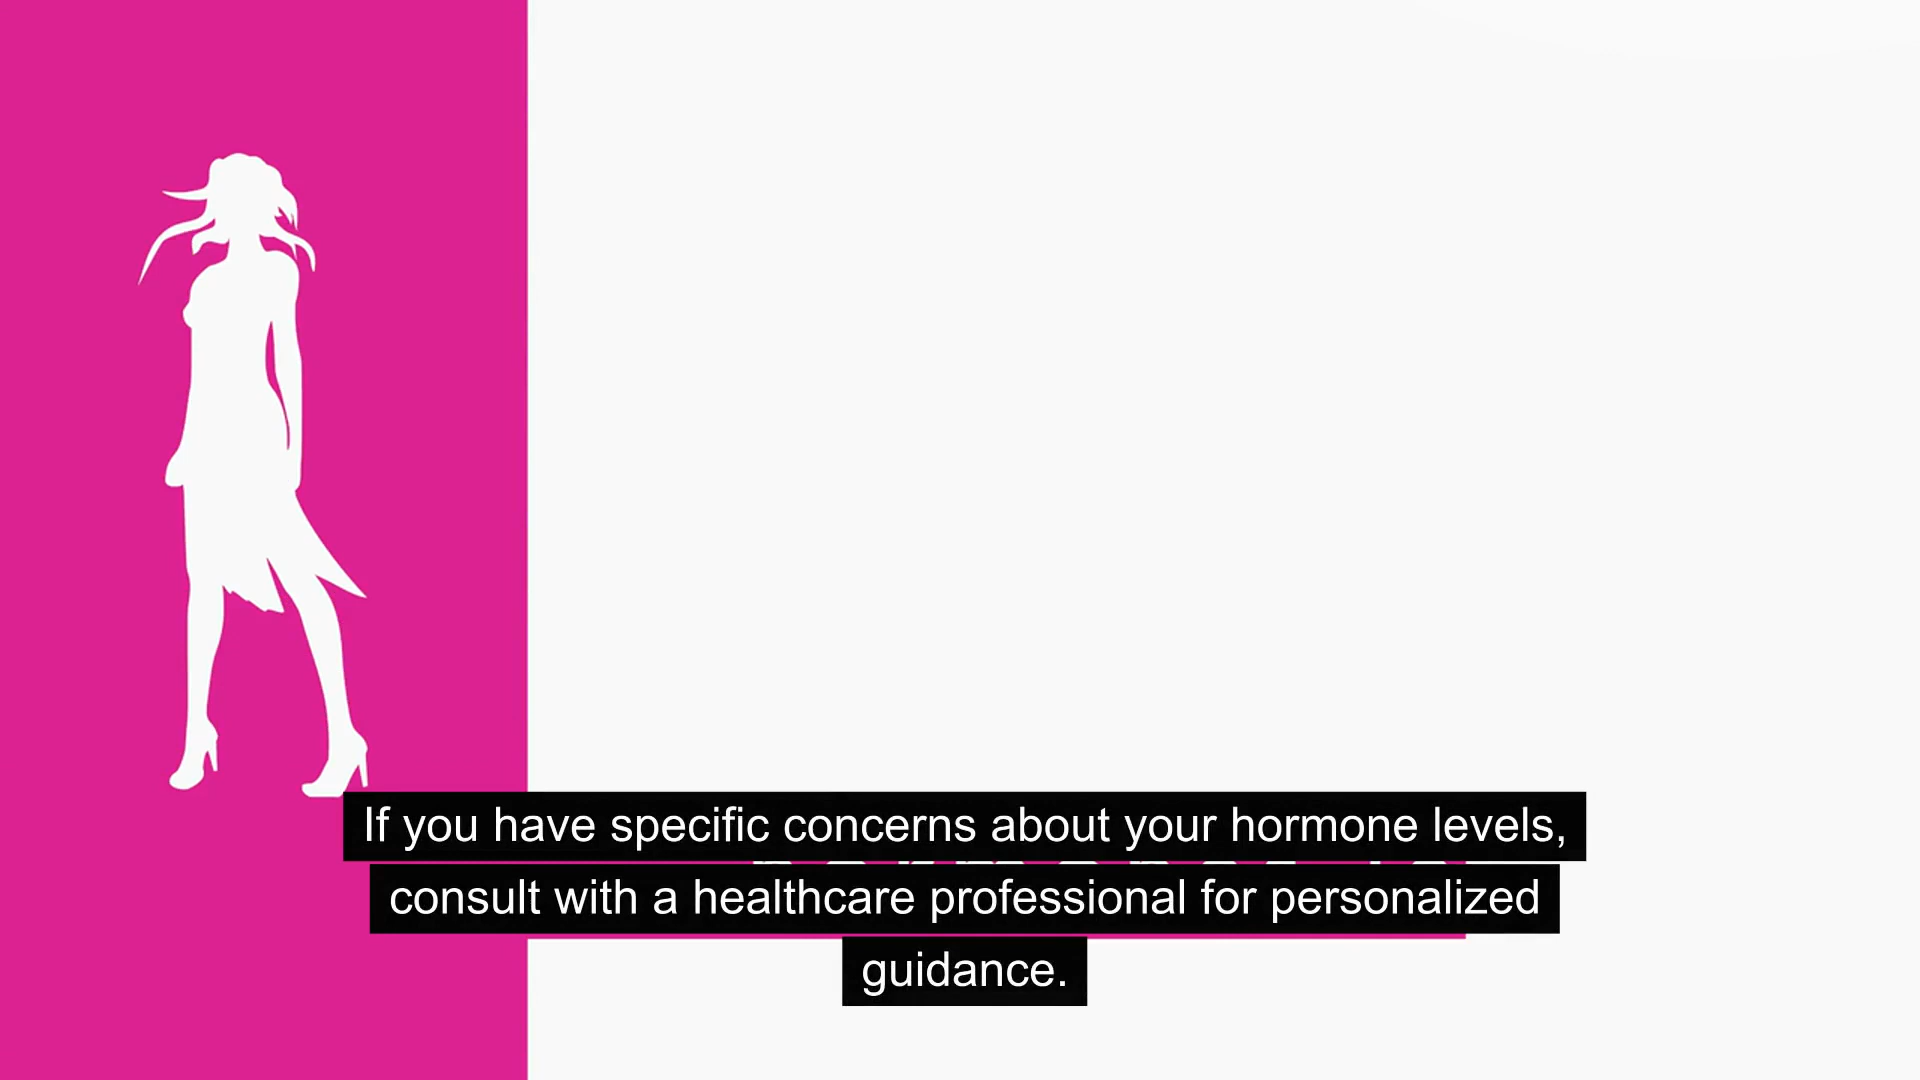 If you have specific concerns about your hormone levels,
consult with a healthcare professional for personalized
guidance.